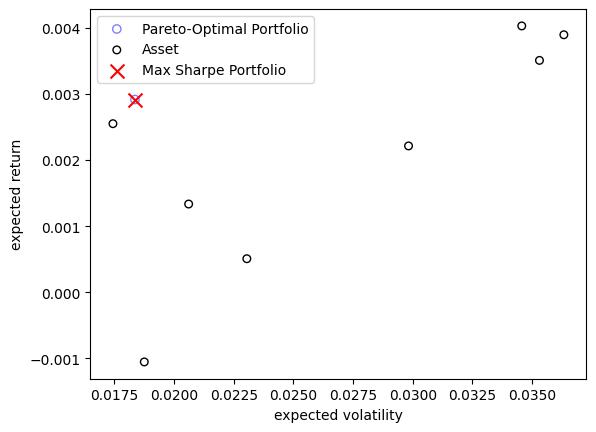 0.004
0.003
0.002
0.001
0.000
−0.001
expected return
Pareto-Optimal Portfolio
Asset
Max Sharpe Portfolio
0.0175 0.0200 0.0225 0.0250 0.0275 0.0300 0.0325 0.0350
expected volatility